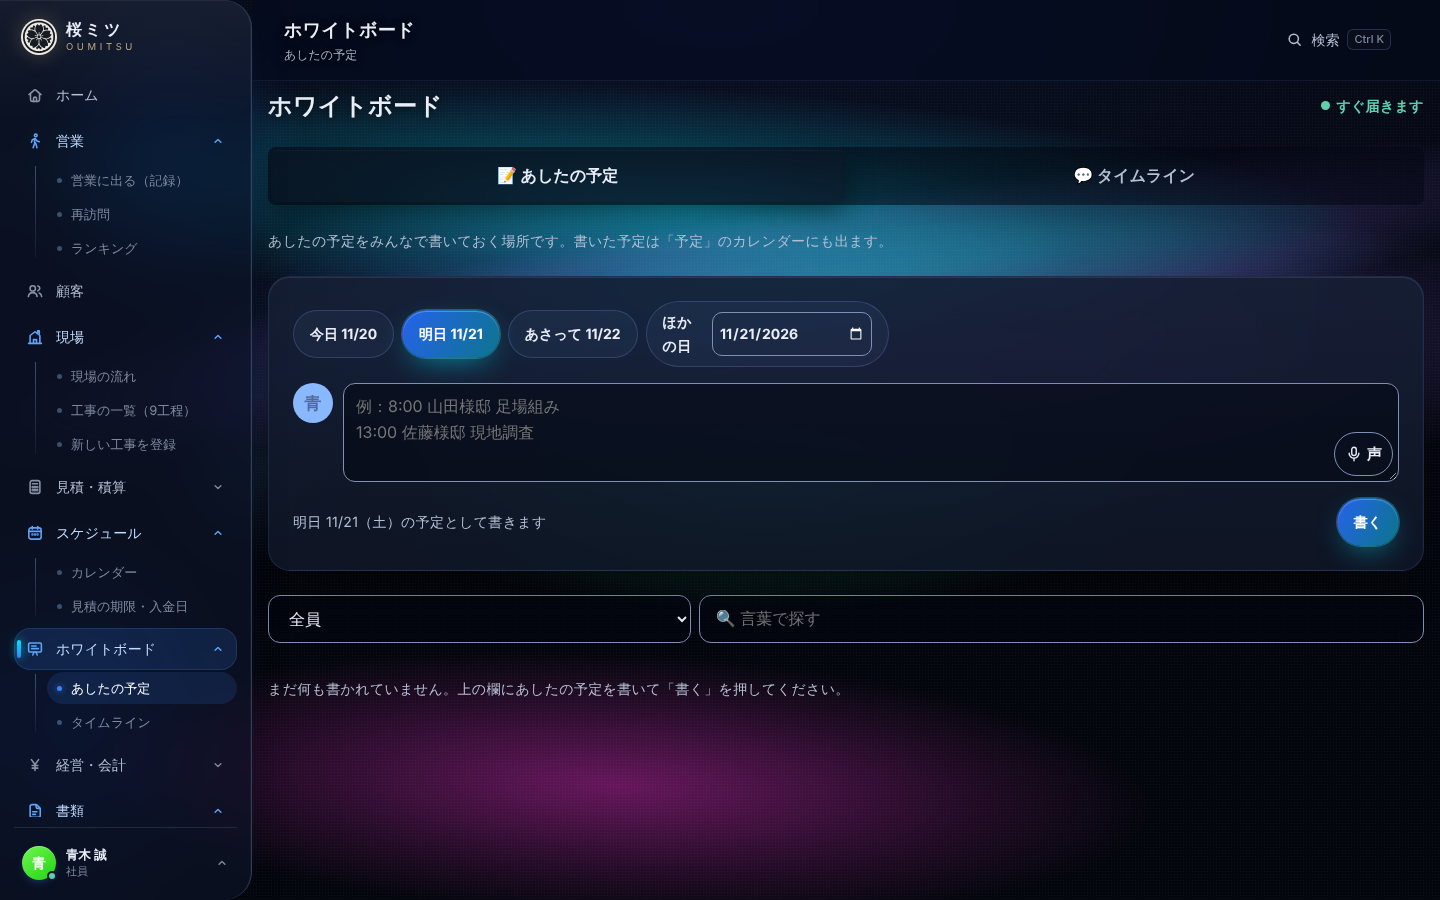 桜ミツ
OUMITSU
ホーム
営業
営業に出る（記録）
再訪問
ランキング
顧客
現場
現場の流れ
工事の一覧（9工程）
新しい工事を登録
見積・積算
スケジュール
カレンダー
見積の期限・入金日
ホワイトボード
あしたの予定
タイムライン
経営・会計
書類
青
青木 誠
社員
ホワイトボード
あしたの予定
検索 Ctrl K
ホワイトボード
すぐ届きます
📝 あしたの予定
💬 タイムライン
あしたの予定をみんなで書いておく場所です。書いた予定は「予定」のカレンダーにも出ます。
今日 11/20
明日 11/21
あさって 11/22
ほか
の日
11/21/2026
青
例：8:00 山田様邸 足場組み
13:00 佐藤様邸 現地調査
声
明日 11/21（土）の予定として書きます
書く
全員
🔍 言葉で探す
まだ何も書かれていません。上の欄にあしたの予定を書いて「書く」を押してください。